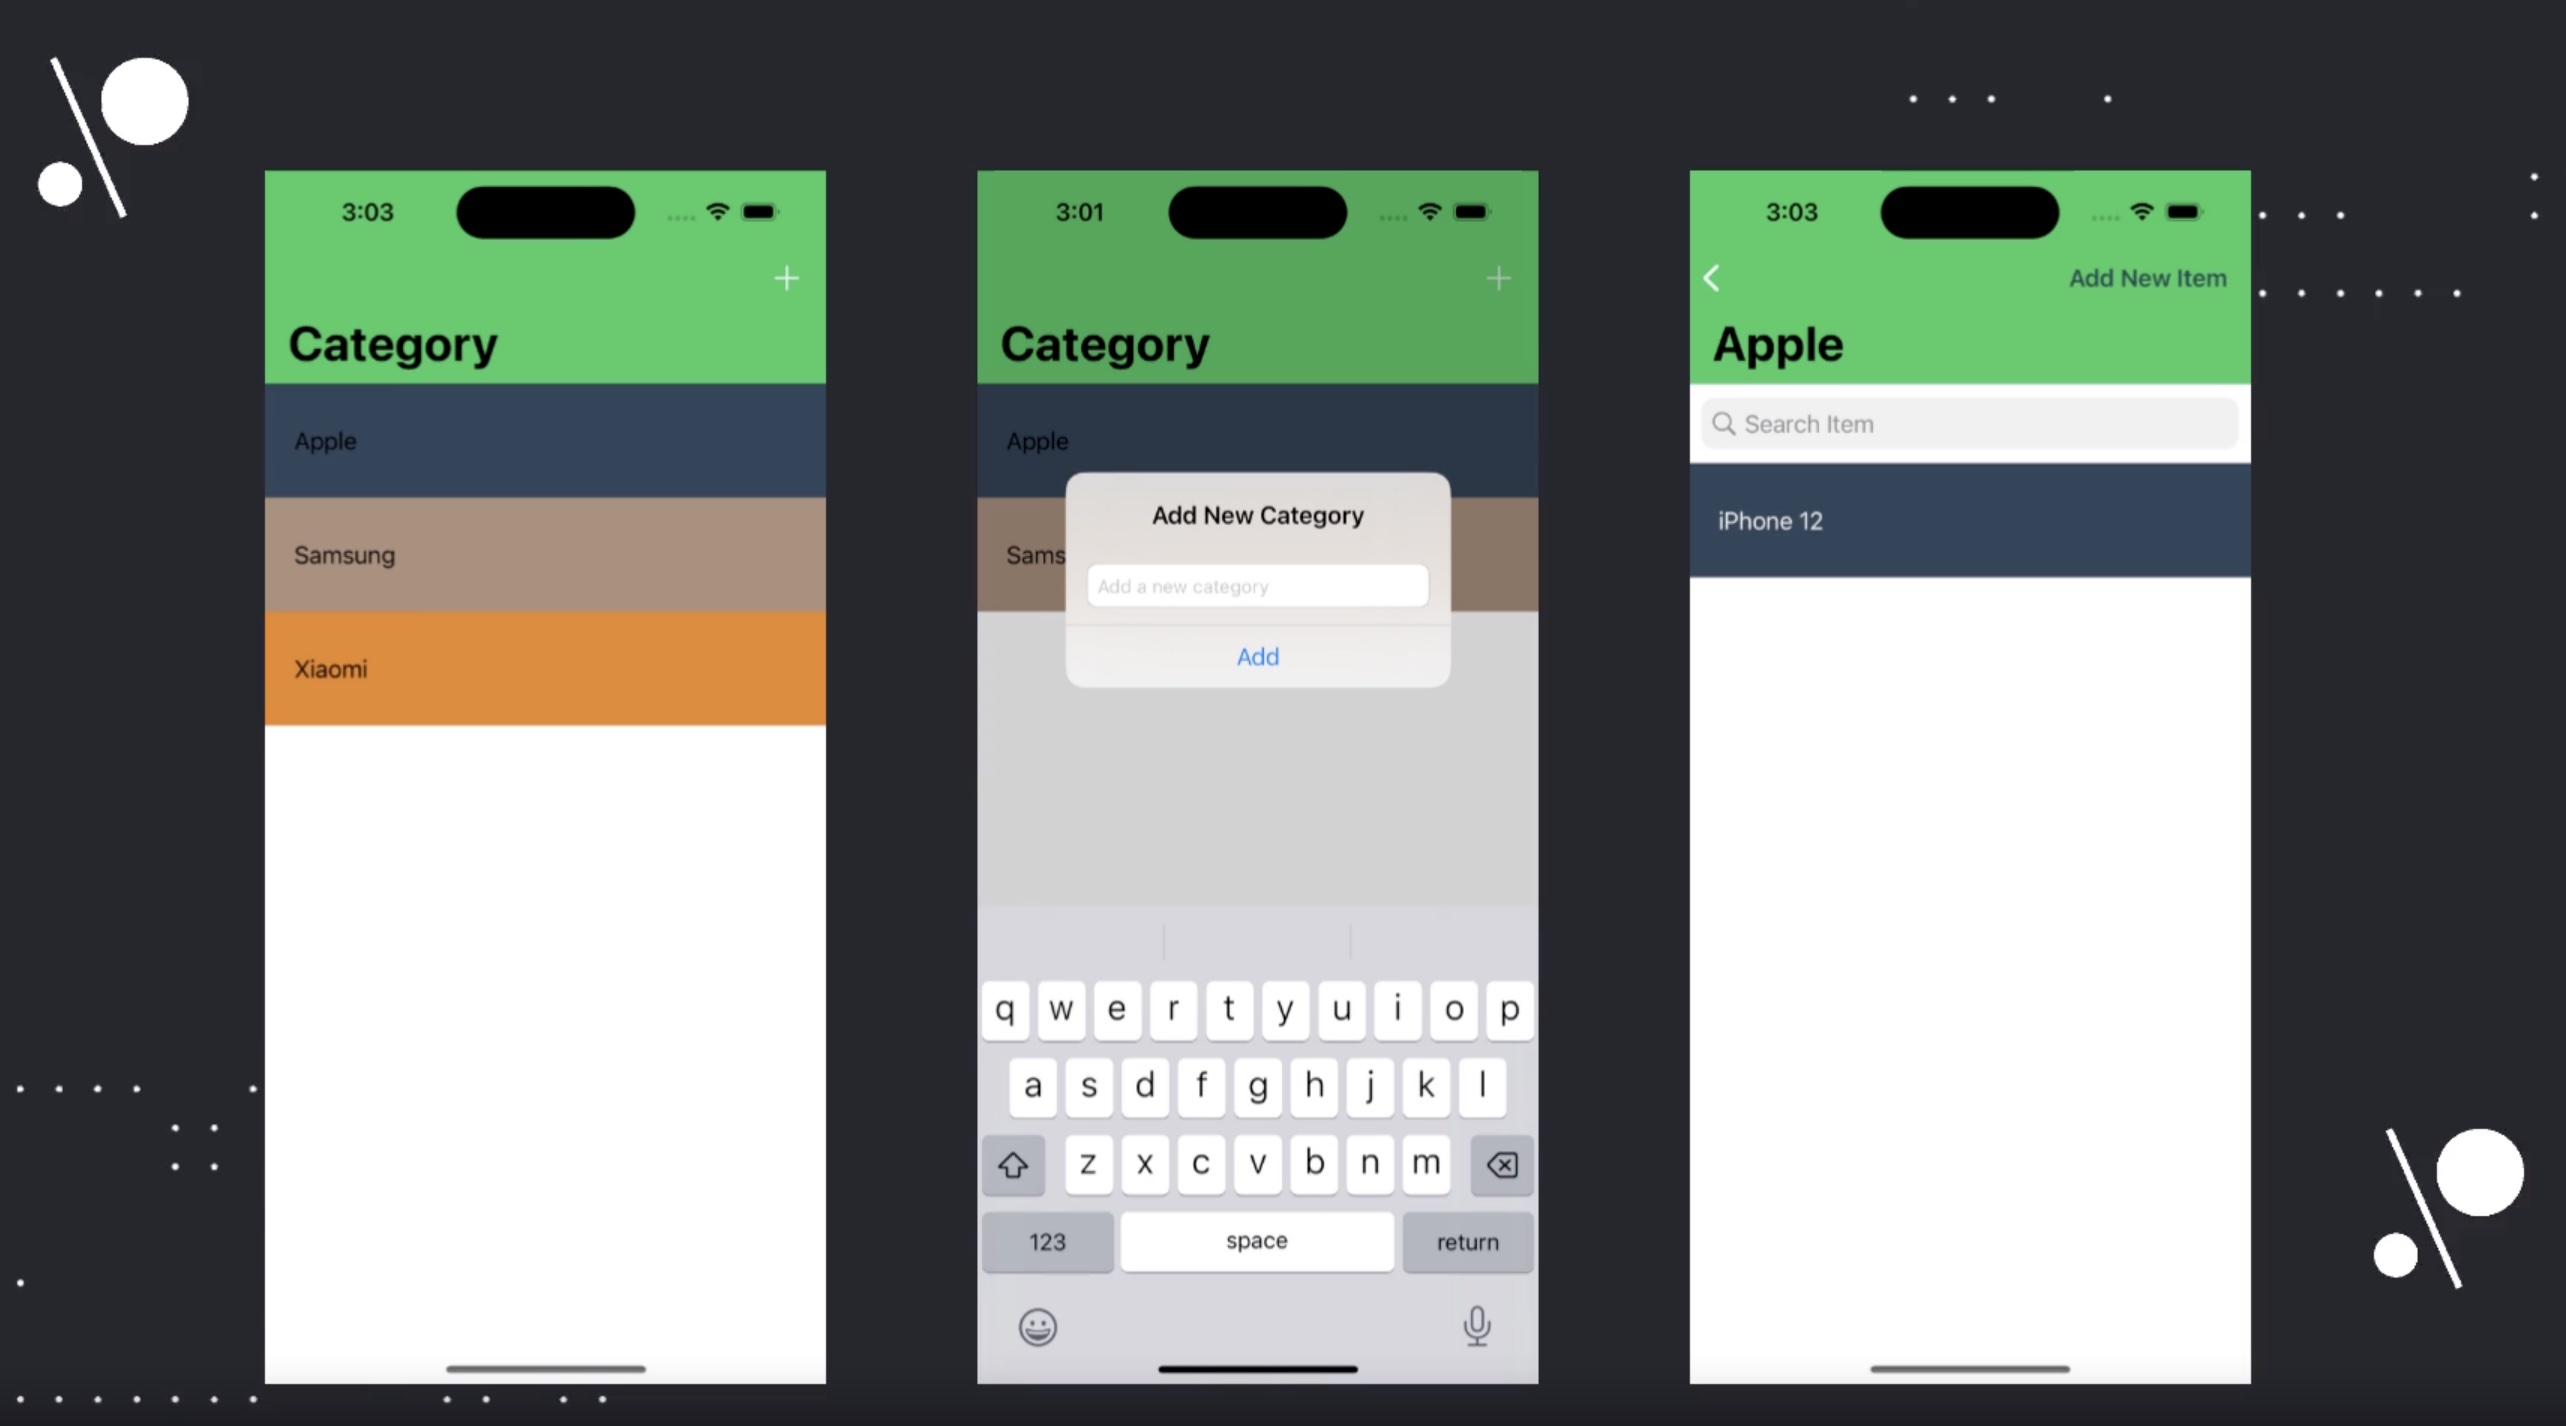 3:03
Category
Apple
Samsung
Xiaomi
3:01
Category
Apple
Sams
Add New Category
Add a new category
Add
q w e r t y u i o p
a s d f g h j k l
z x c v b n m
123 space return
3:03
Add New Item
Apple
Search Item
iPhone 12